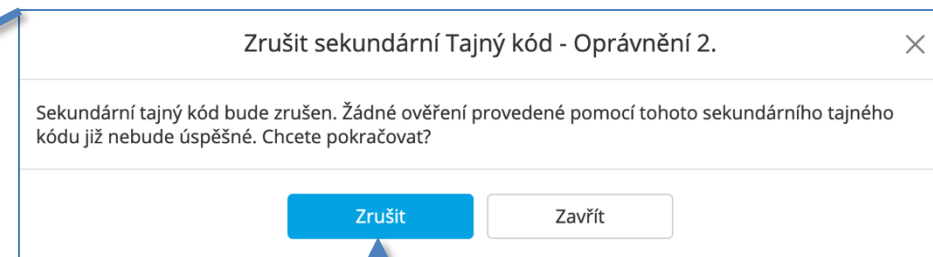 Zrušit sekundární Tajný kód - Oprávnění 2.
Sekundární tajný kód bude zrušen. Žádné ověření provedené pomocí tohoto sekundárního tajného
kódu již nebude úspěšné. Chcete pokračovat?
Zrušit
Zavřít